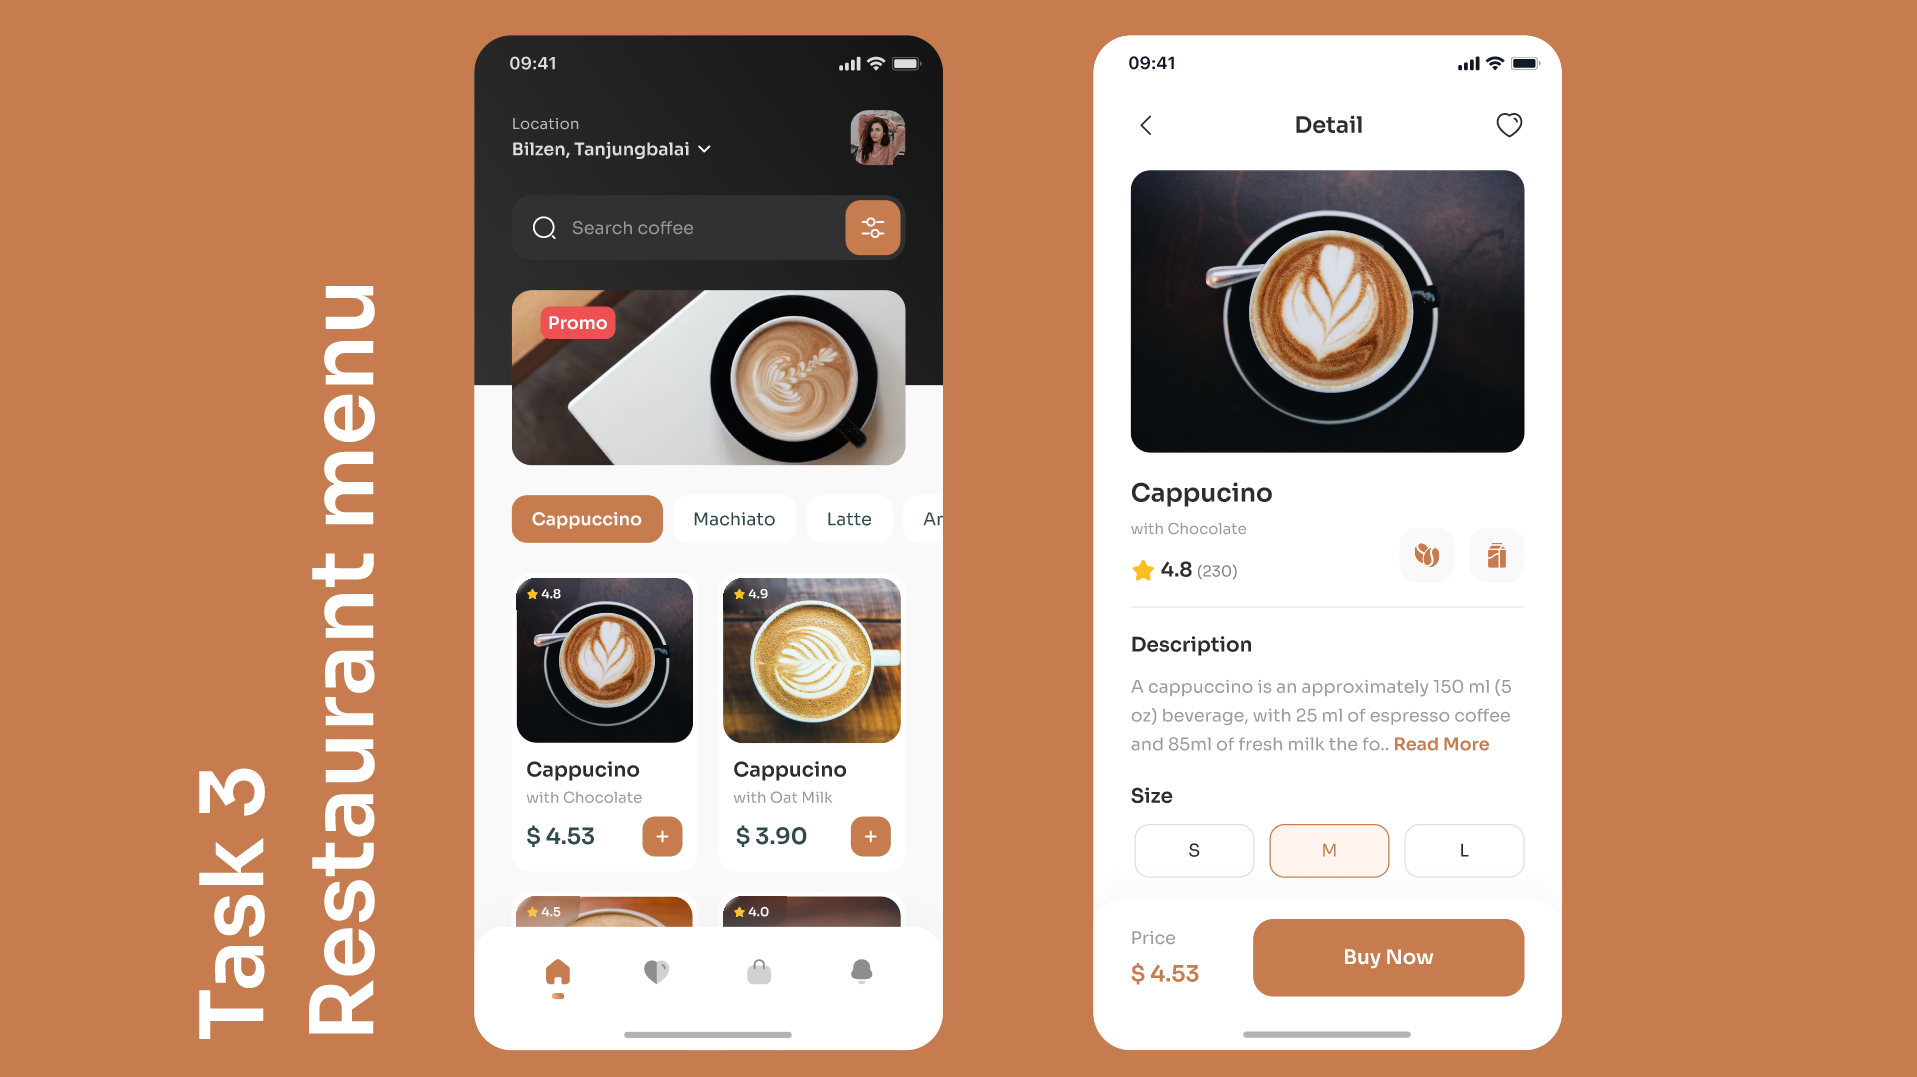 Task 3
Restaurant menu
09:41
Location
Bilzen, Tanjungbalai
Search coffee
Promo
Cappuccino
Machiato
Latte
Ar
4.8
4.9
Cappucino
with Chocolate
$ 4.53
+
Cappucino
with Oat Milk
$ 3.90
+
4.5
4.0
09:41
Detail
Cappucino
with Chocolate
4.8 (230)
Description
A cappuccino is an approximately 150 ml (5
oz) beverage, with 25 ml of espresso coffee
and 85ml of fresh milk the fo.. Read More
Size
S
M
L
Price
$ 4.53
Buy Now